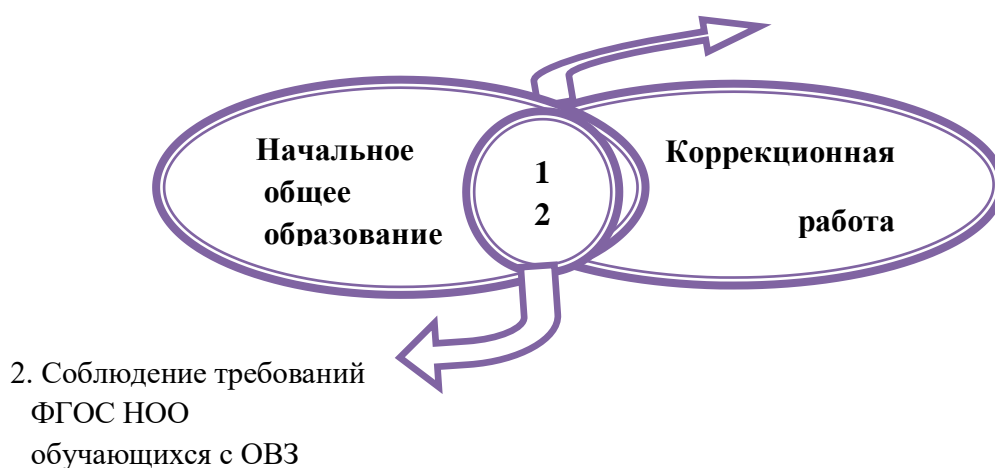 Начальное
общее
образование
1
2
Коррекционная
работа
2. Соблюдение требований
ФГОС НОО
обучающихся с ОВЗ